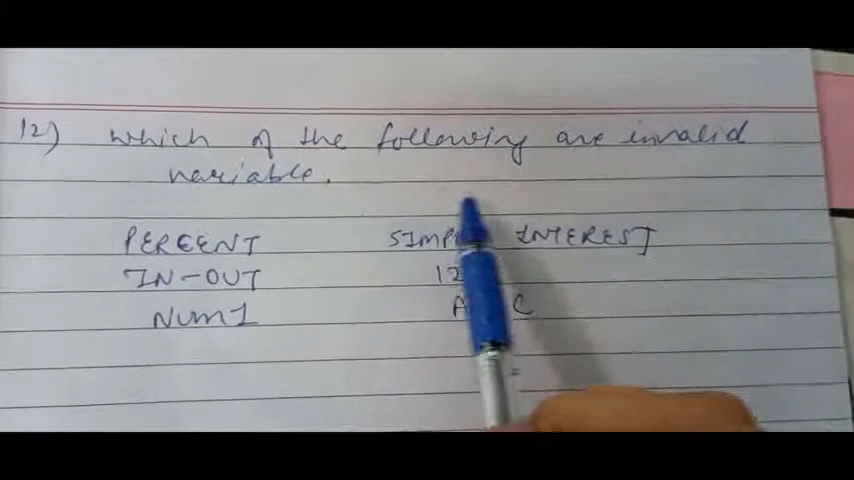 12) which of the following are invalid
variable.
PERCENT INTEREST
IN-OUT
NUM1